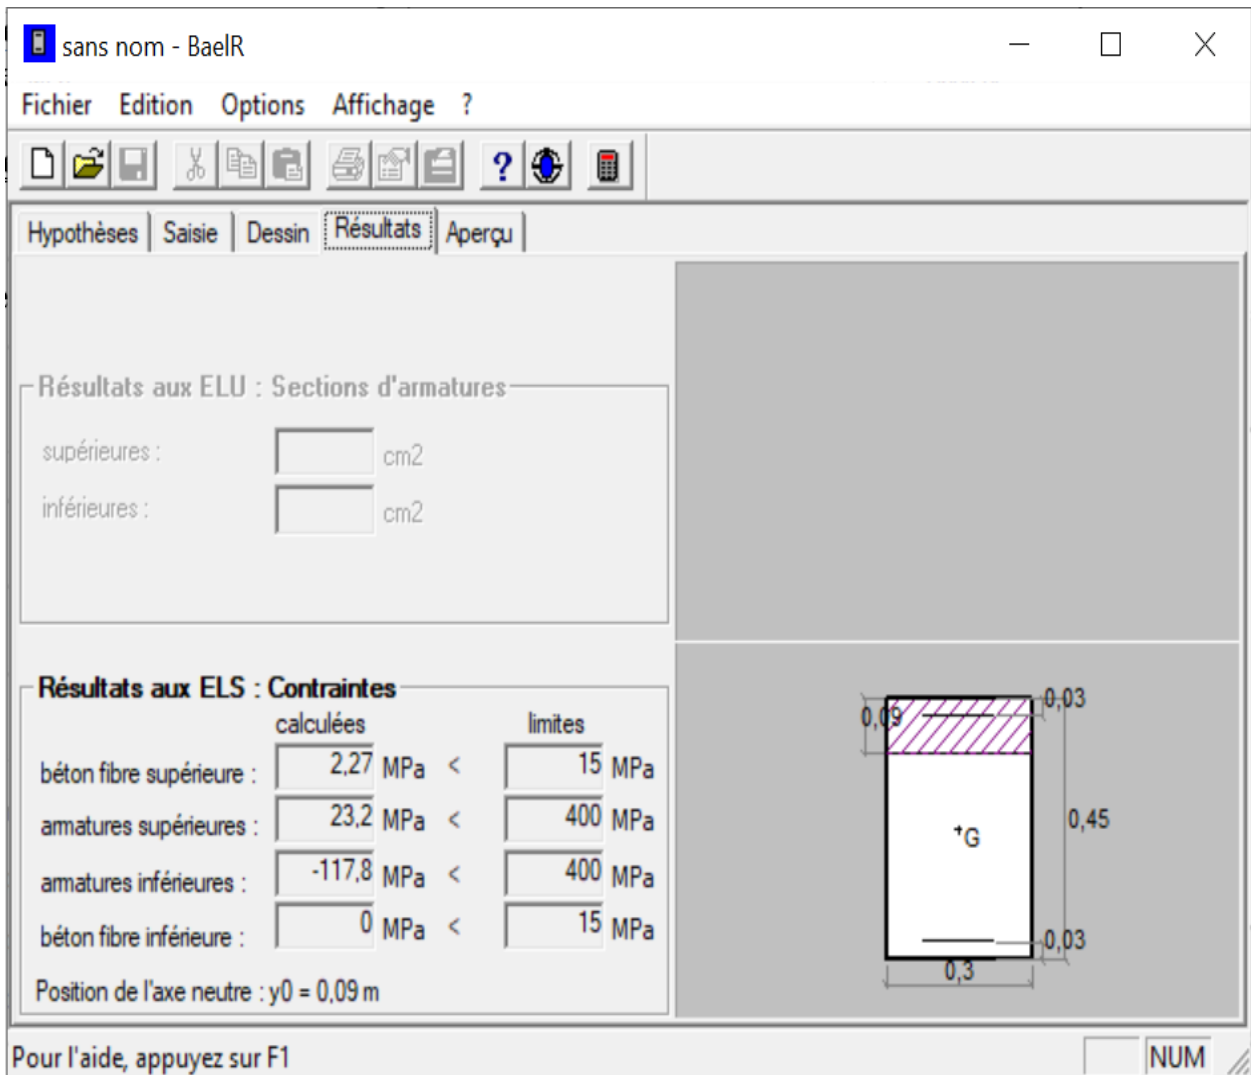 sans nom - BaelR
Fichier Edition Options Affichage ?
Hypothèses Saisie Dessin Résultats Aperçu
Résultats aux ELU : Sections d'armatures
supérieures : cm2
inférieures : cm2
Résultats aux ELS : Contraintes
calculées limites
béton fibre supérieure : 2,27 MPa < 15 MPa
armatures supérieures : 23,2 MPa < 400 MPa
armatures inférieures : -117,8 MPa < 400 MPa
béton fibre inférieure : 0 MPa < 15 MPa
Position de l'axe neutre : y0 = 0,09 m
0,03
0,09
0,45
+G
0,03
0,3
Pour l'aide, appuyez sur F1
NUM